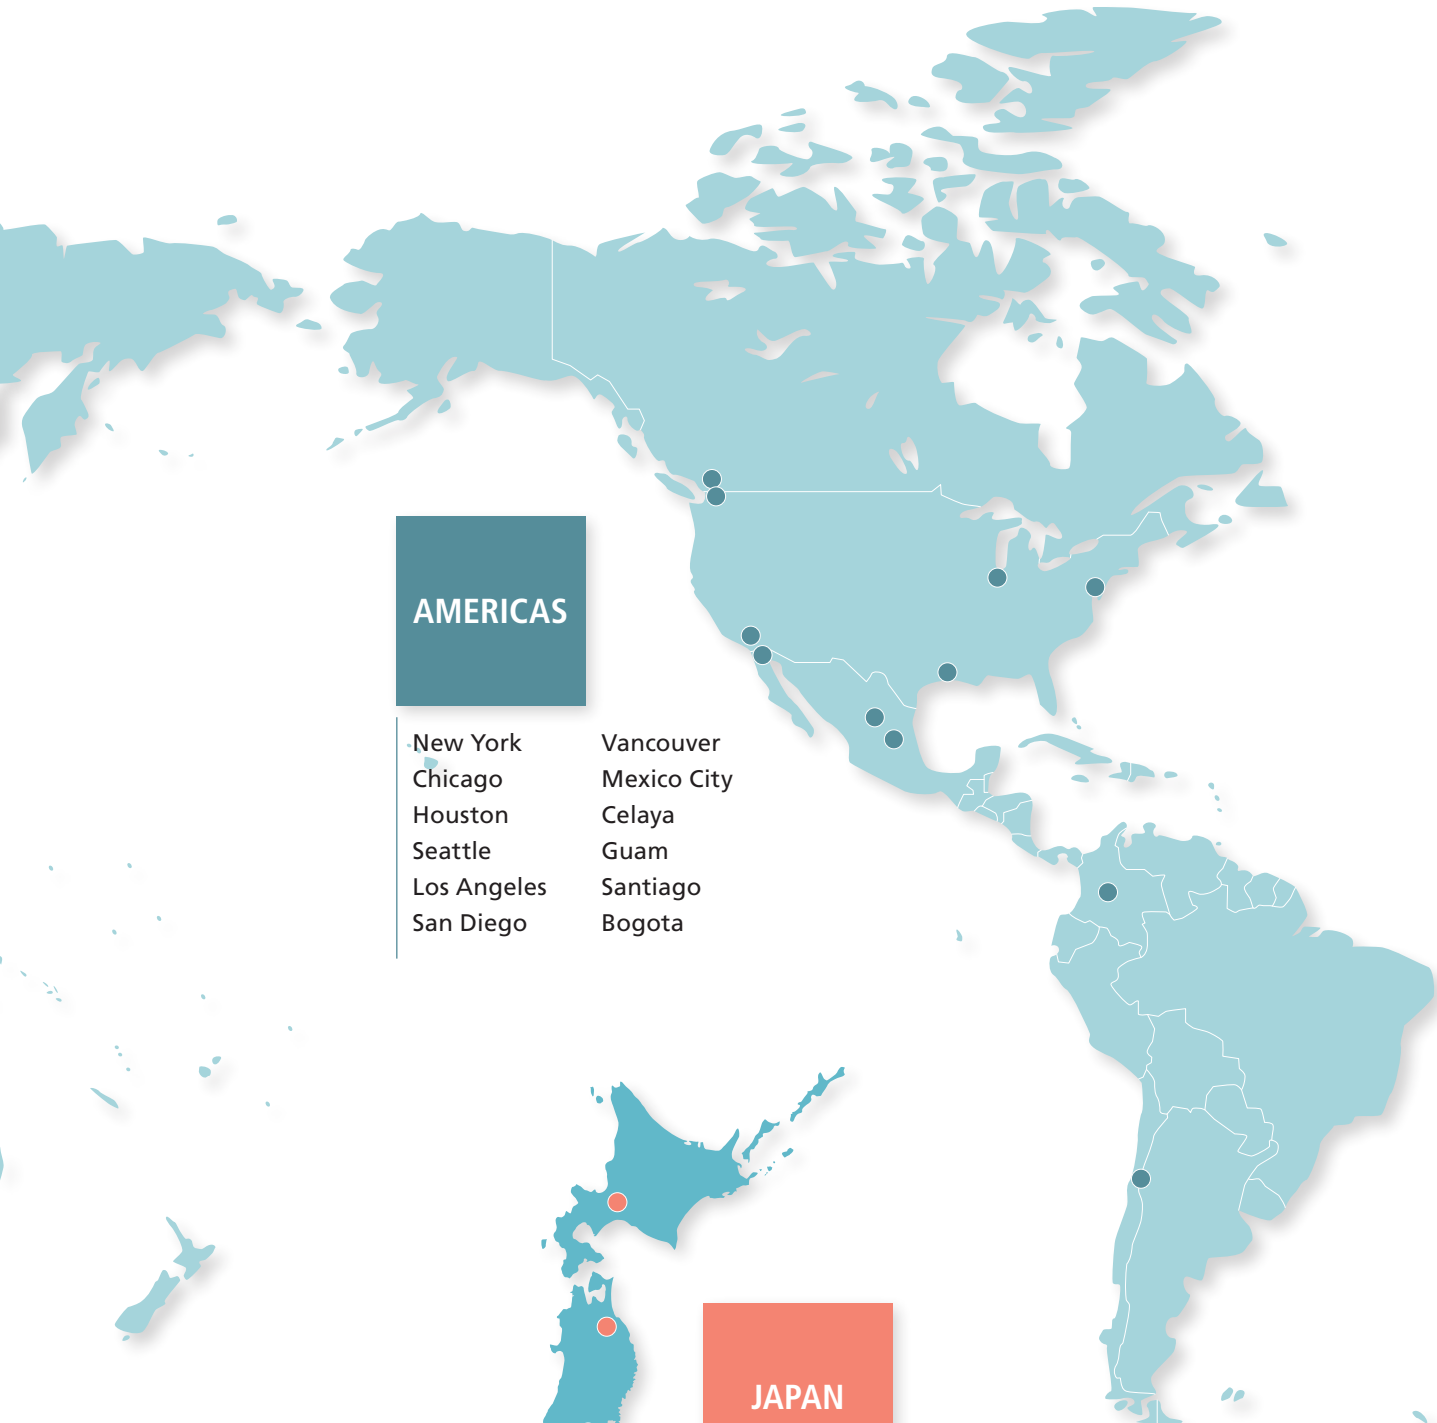 AMERICAS
New York
Chicago
Houston
Seattle
Los Angeles
San Diego
Vancouver
Mexico City
Celaya
Guam
Santiago
Bogota
JAPAN